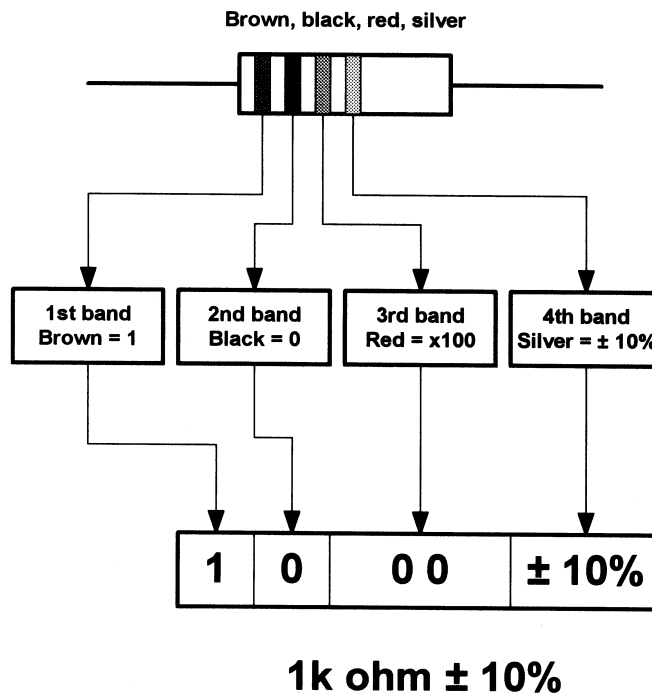 Brown, black, red, silver
1st band
Brown = 1
2nd band
Black = 0
3rd band
Red = x100
4th band
Silver = ± 10%
1
0
0 0
± 10%
1k ohm ± 10%